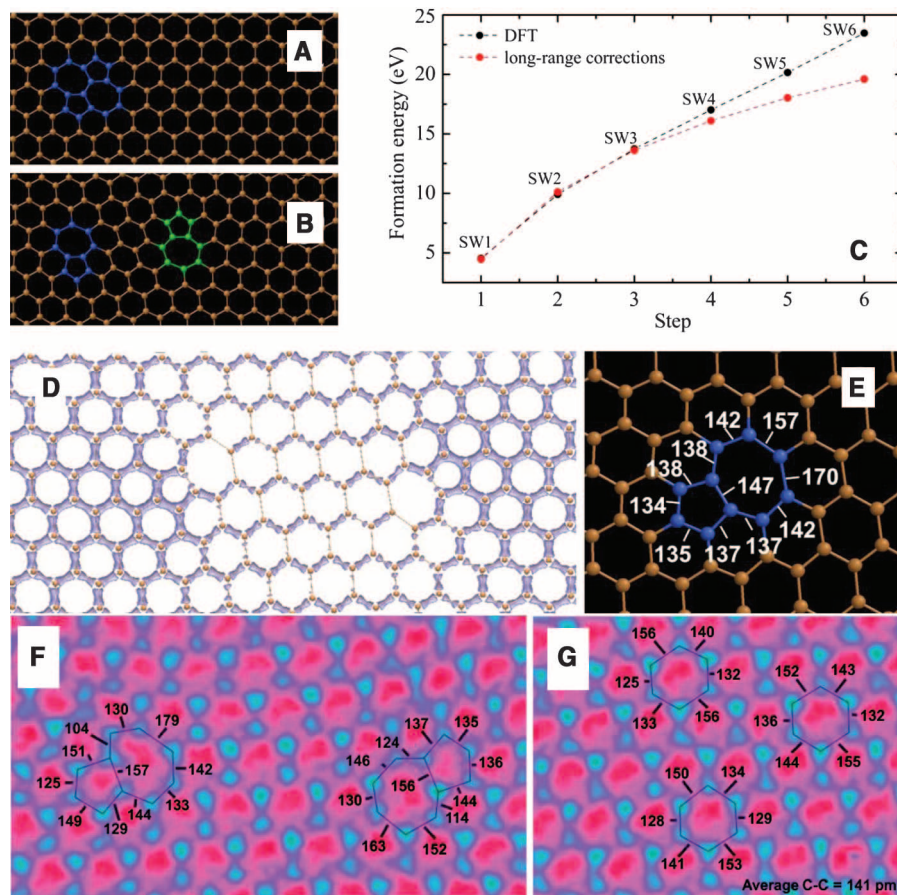 A
B
C
25
20
15
10
5
Formation energy (eV)
DFT
long-range corrections
SW1
SW2
SW3
SW4
SW5
SW6
1 2 3 4 5 6
Step
D
E
142
157
138
138
170
147
134
142
135
137
137
F
130
179
104
151
157
125
142
149
133
144
129
135
137
124
146
136
156
130
144
114
163
152
G
156
140
125
132
133
156
152
143
136
132
144
155
150
134
128
129
141
153
Average C-C = 141 pm